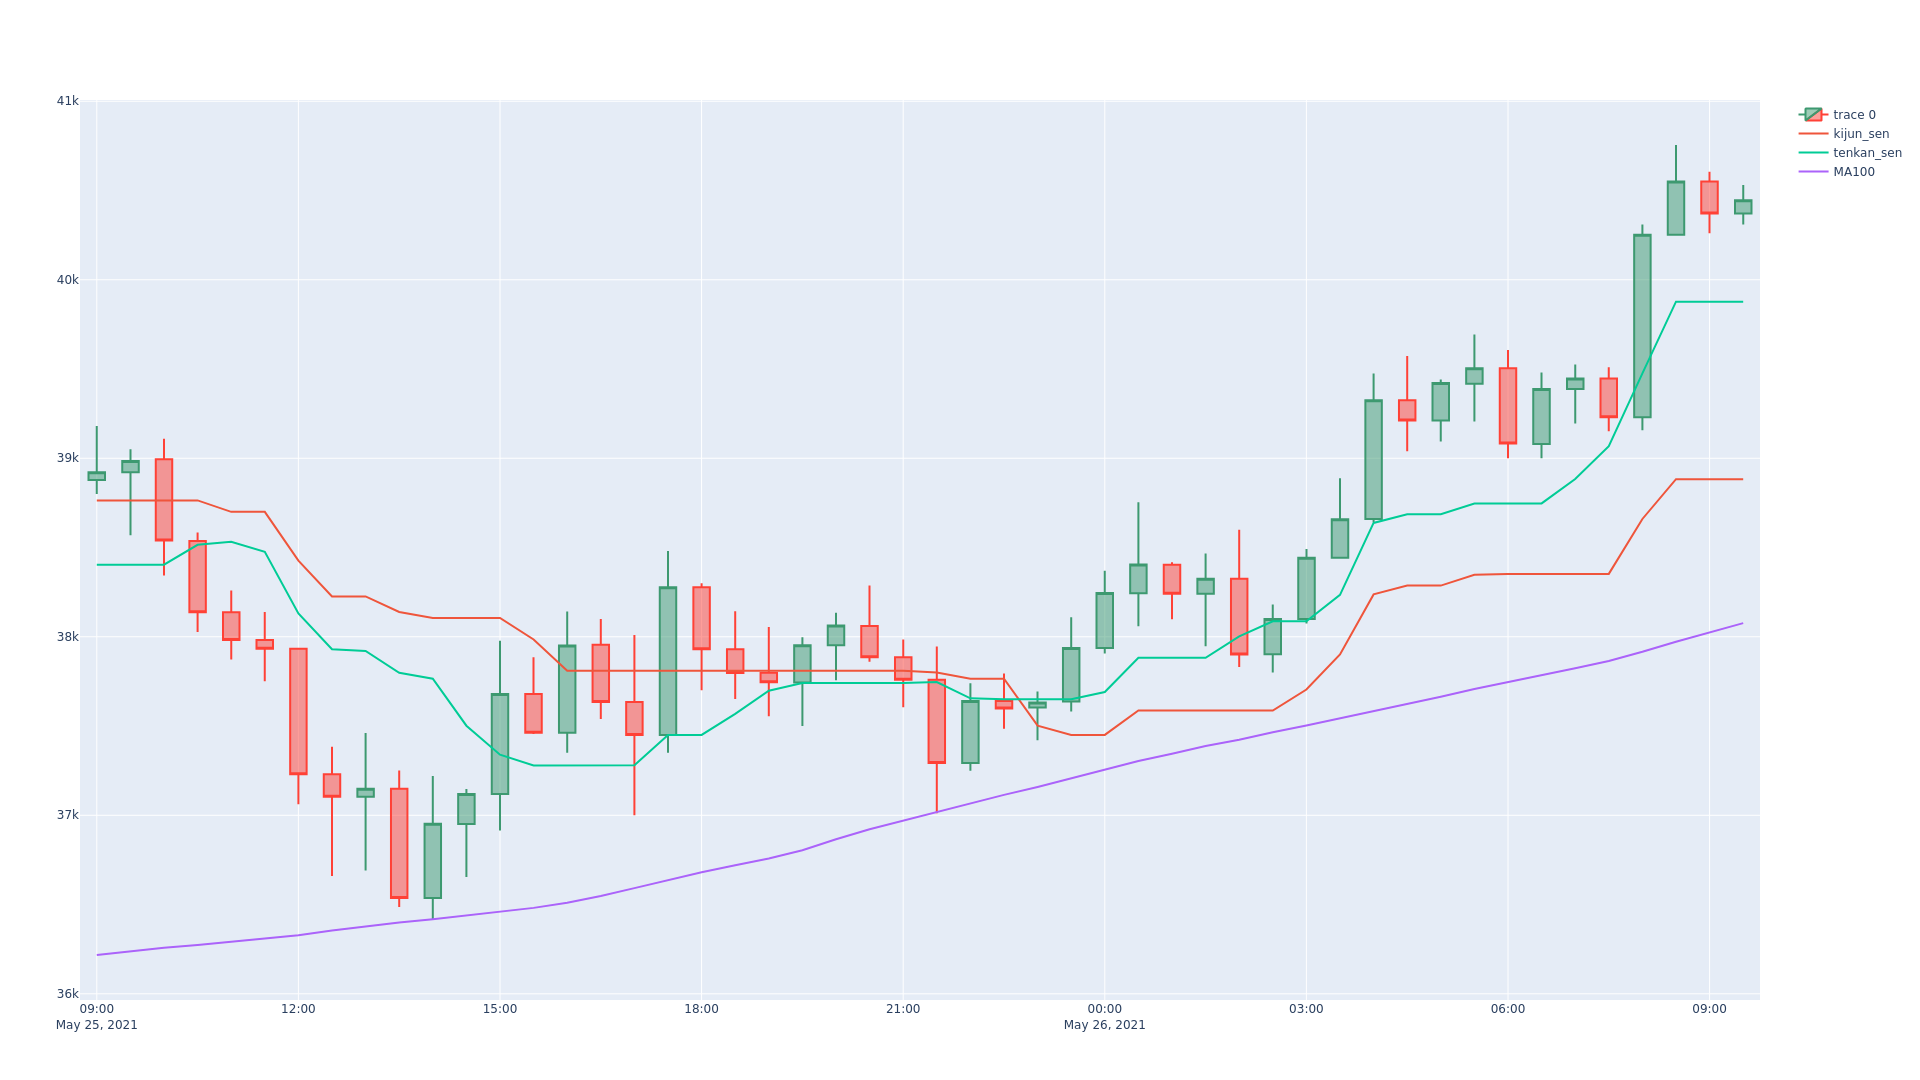 41k
40k
39k
38k
37k
36k
09:00
May 25, 2021
12:00
15:00
18:00
21:00
00:00
May 26, 2021
03:00
06:00
09:00
trace 0
kijun_sen
tenkan_sen
MA100